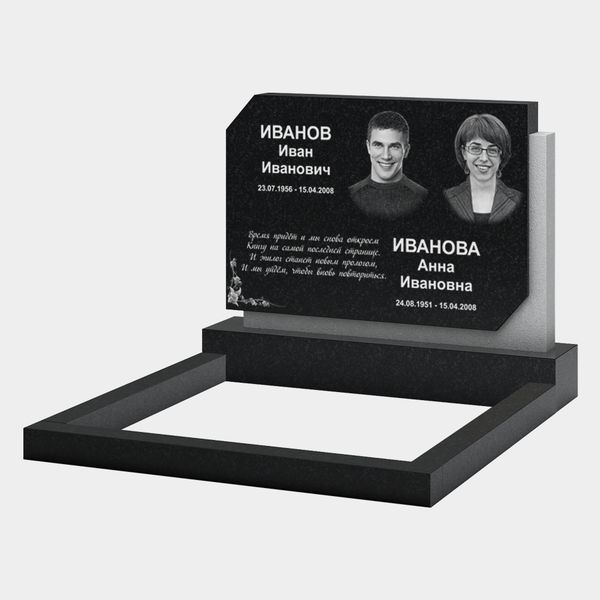 ИВАНОВ
Иван
Иванович
23.07.1956 - 15.04.2008
Время придёт и мы снова откроем
Книгу на самой последней странице.
И эпилог станет новым прологом,
И мы уйдём, чтобы вновь повториться.
ИВАНОВА
Анна
Ивановна
24.08.1951 - 15.04.2008